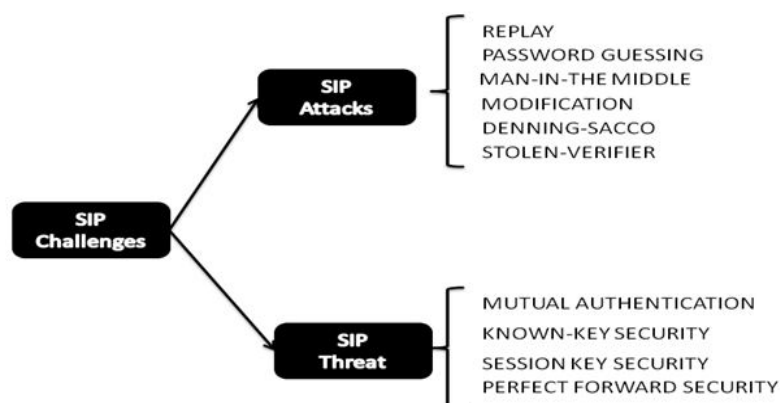 SIP
Challenges
SIP
Attacks
REPLAY
PASSWORD GUESSING
MAN-IN-THE MIDDLE
MODIFICATION
DENNING-SACCO
STOLEN-VERIFIER
SIP
Threat
MUTUAL AUTHENTICATION
KNOWN-KEY SECURITY
SESSION KEY SECURITY
PERFECT FORWARD SECURITY